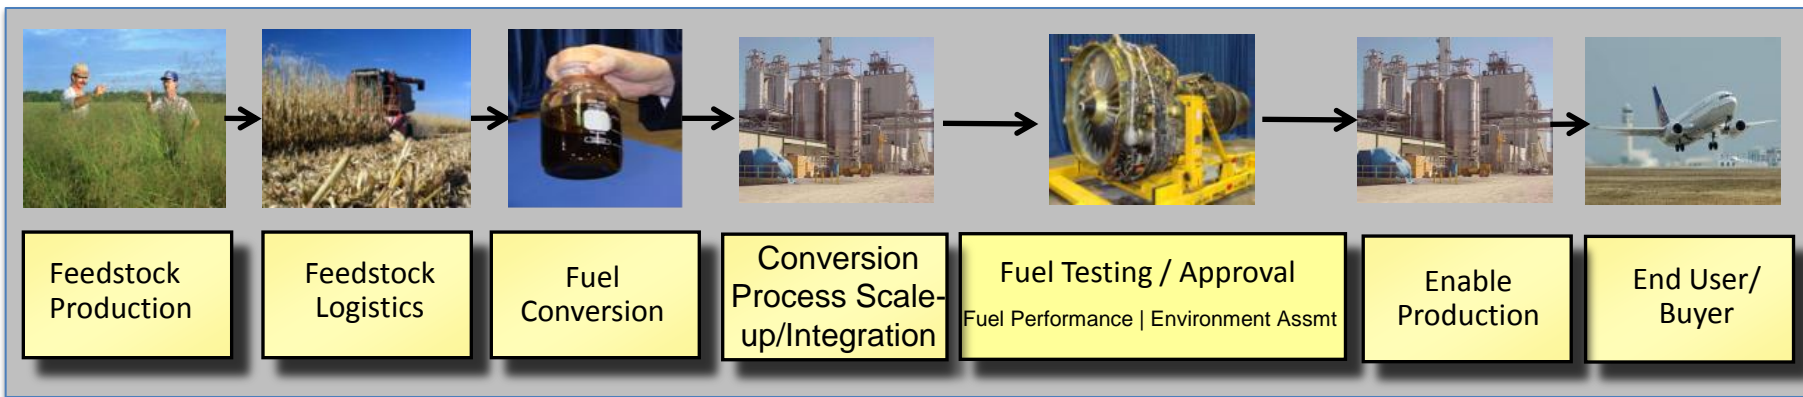 Feedstock
Production
Feedstock
Logistics
Fuel
Conversion
Conversion
Process Scale-
up/Integration
Fuel Testing / Approval
Fuel Performance | Environment Assmt
Enable
Production
End User/
Buyer